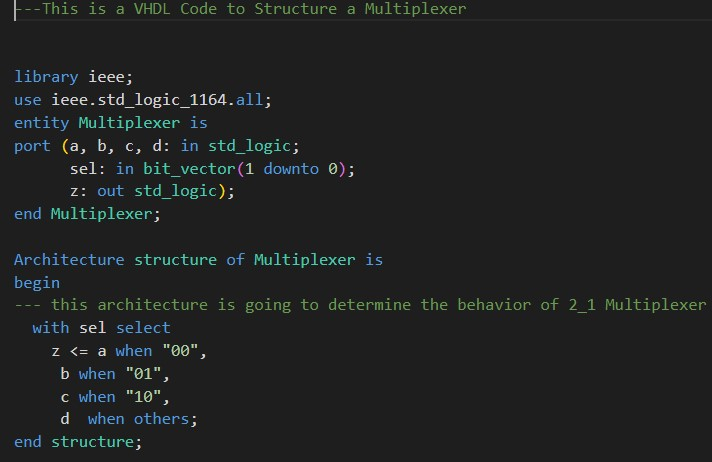 ---This is a VHDL Code to Structure a Multiplexer
library ieee;
use ieee.std_logic_1164.all;
entity Multiplexer is
port (a, b, c, d: in std_logic;
sel: in bit_vector(1 downto 0);
z: out std_logic);
end Multiplexer;
Architecture structure of Multiplexer is
begin
--- this architecture is going to determine the behavior of 2_1 Multiplexer
with sel select
z <= a when "00",
b when "01",
c when "10",
d  when others;
end structure;